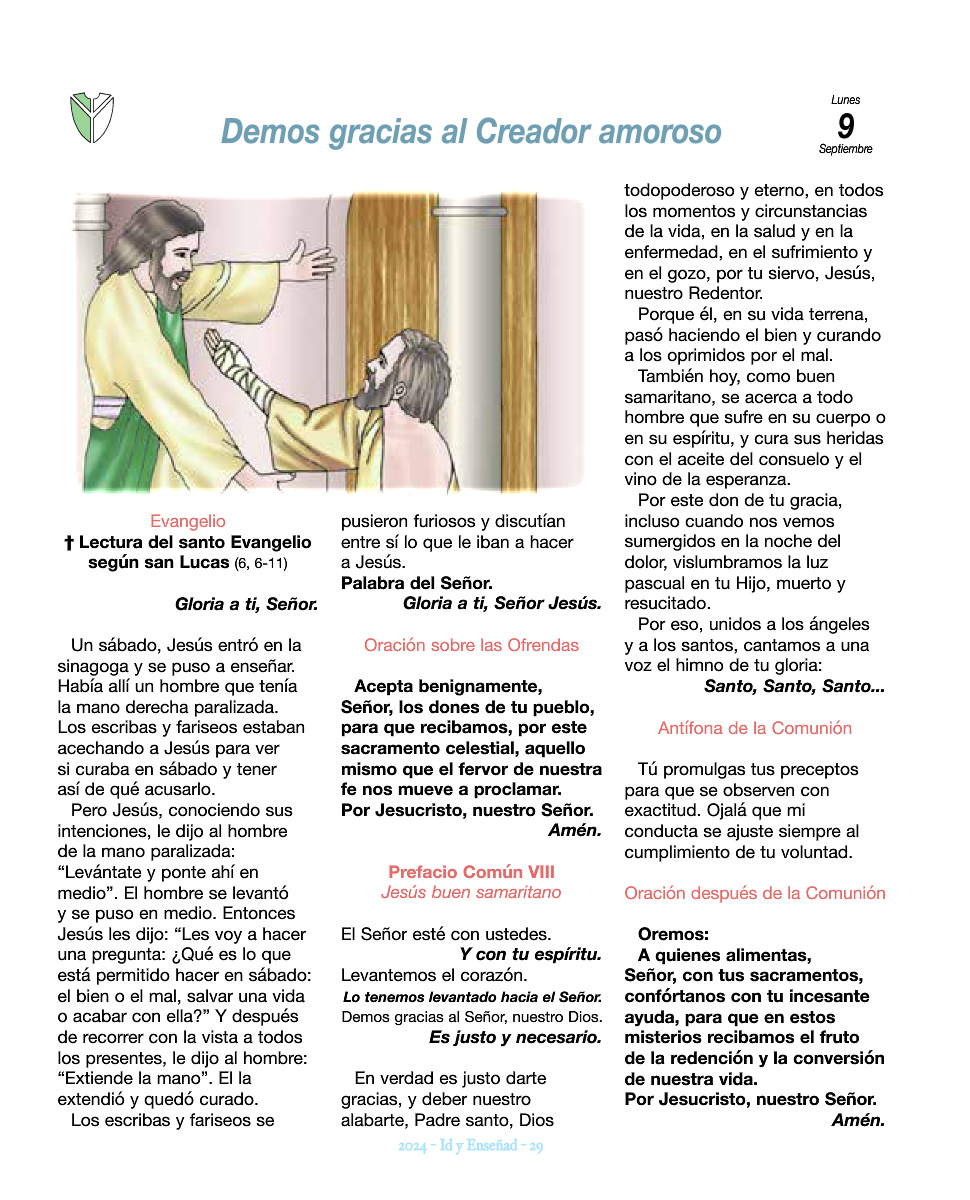 Demos gracias al Creador amoroso
Lunes
9
Septiembre
Evangelio
† Lectura del santo Evangelio
según san Lucas (6, 6-11)
Gloria a ti, Señor.
Un sábado, Jesús entró en la
sinagoga y se puso a enseñar.
Había allí un hombre que tenía
la mano derecha paralizada.
Los escribas y fariseos estaban
acechando a Jesús para ver
si curaba en sábado y tener
así de qué acusarlo.
Pero Jesús, conociendo sus
intenciones, le dijo al hombre
de la mano paralizada:
“Levántate y ponte ahí en
medio”. El hombre se levantó
y se puso en medio. Entonces
Jesús les dijo: “Les voy a hacer
una pregunta: ¿Qué es lo que
está permitido hacer en sábado:
el bien o el mal, salvar una vida
o acabar con ella?” Y después
de recorrer con la vista a todos
los presentes, le dijo al hombre:
“Extiende la mano”. El la
extendió y quedó curado.
Los escribas y fariseos se
pusieron furiosos y discutían
entre sí lo que le iban a hacer
a Jesús.
Palabra del Señor.
Gloria a ti, Señor Jesús.
Oración sobre las Ofrendas
Acepta benignamente,
Señor, los dones de tu pueblo,
para que recibamos, por este
sacramento celestial, aquello
mismo que el fervor de nuestra
fe nos mueve a proclamar.
Por Jesucristo, nuestro Señor.
Amén.
Prefacio Común VIII
Jesús buen samaritano
El Señor esté con ustedes.
Y con tu espíritu.
Levantemos el corazón.
Lo tenemos levantado hacia el Señor.
Demos gracias al Señor, nuestro Dios.
Es justo y necesario.
En verdad es justo darte
gracias, y deber nuestro
alabarte, Padre santo, Dios
todopoderoso y eterno, en todos
los momentos y circunstancias
de la vida, en la salud y en la
enfermedad, en el sufrimiento y
en el gozo, por tu siervo, Jesús,
nuestro Redentor.
Porque él, en su vida terrena,
pasó haciendo el bien y curando
a los oprimidos por el mal.
También hoy, como buen
samaritano, se acerca a todo
hombre que sufre en su cuerpo o
en su espíritu, y cura sus heridas
con el aceite del consuelo y el
vino de la esperanza.
Por este don de tu gracia,
incluso cuando nos vemos
sumergidos en la noche del
dolor, vislumbramos la luz
pascual en tu Hijo, muerto y
resucitado.
Por eso, unidos a los ángeles
y a los santos, cantamos a una
voz el himno de tu gloria:
Santo, Santo, Santo...
Antífona de la Comunión
Tú promulgas tus preceptos
para que se observen con
exactitud. Ojalá que mi
conducta se ajuste siempre al
cumplimiento de tu voluntad.
Oración después de la Comunión
Oremos:
A quienes alimentas,
Señor, con tus sacramentos,
confórtanos con tu incesante
ayuda, para que en estos
misterios recibamos el fruto
de la redención y la conversión
de nuestra vida.
Por Jesucristo, nuestro Señor.
Amén.
2024 - Id y Enseñad - 29